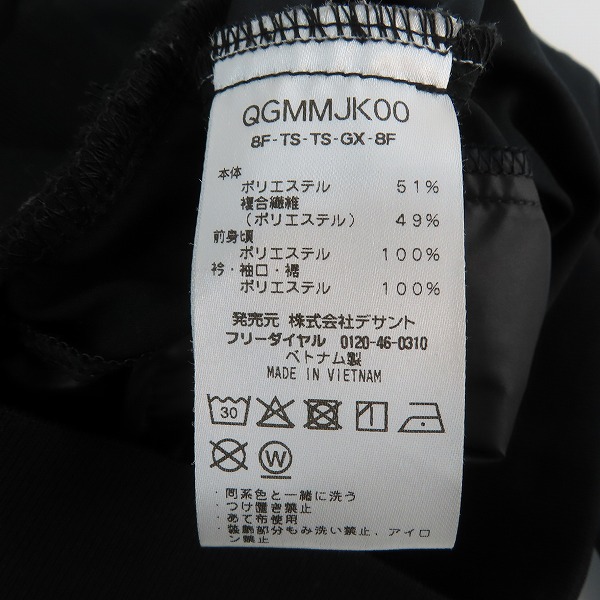 QGMMJK00
8F-TS-TS-GX-8F
本体
ポリエステル 51%
複合繊維
(ポリエステル) 49%
前身頃
ポリエステル 100%
衿・袖口・裾
ポリエステル 100%
発売元 株式会社デサント
フリーダイヤル 0120-46-0310
ベトナム製
MADE IN VIETNAM
30
W
・同系色と一緒に洗う
・つけ置き禁止
・あて布使用
・装飾部分もみ洗い禁止、アイロ
ン禁止